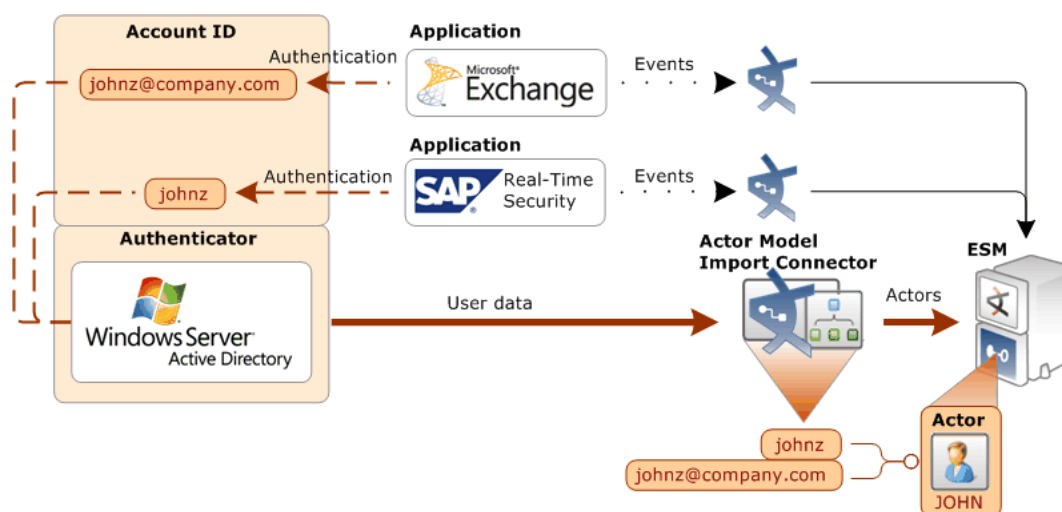 Account ID
johnz@company.com
johnz
Authenticator
Windows Server
Active Directory
Authentication
Authentication
Application
Microsoft®
Exchange
Application
SAP®
Real-Time
Security
Events
Events
User data
Actor Model
Import Connector
Actors
ESM
johnz
johnz@company.com
Actor
JOHN